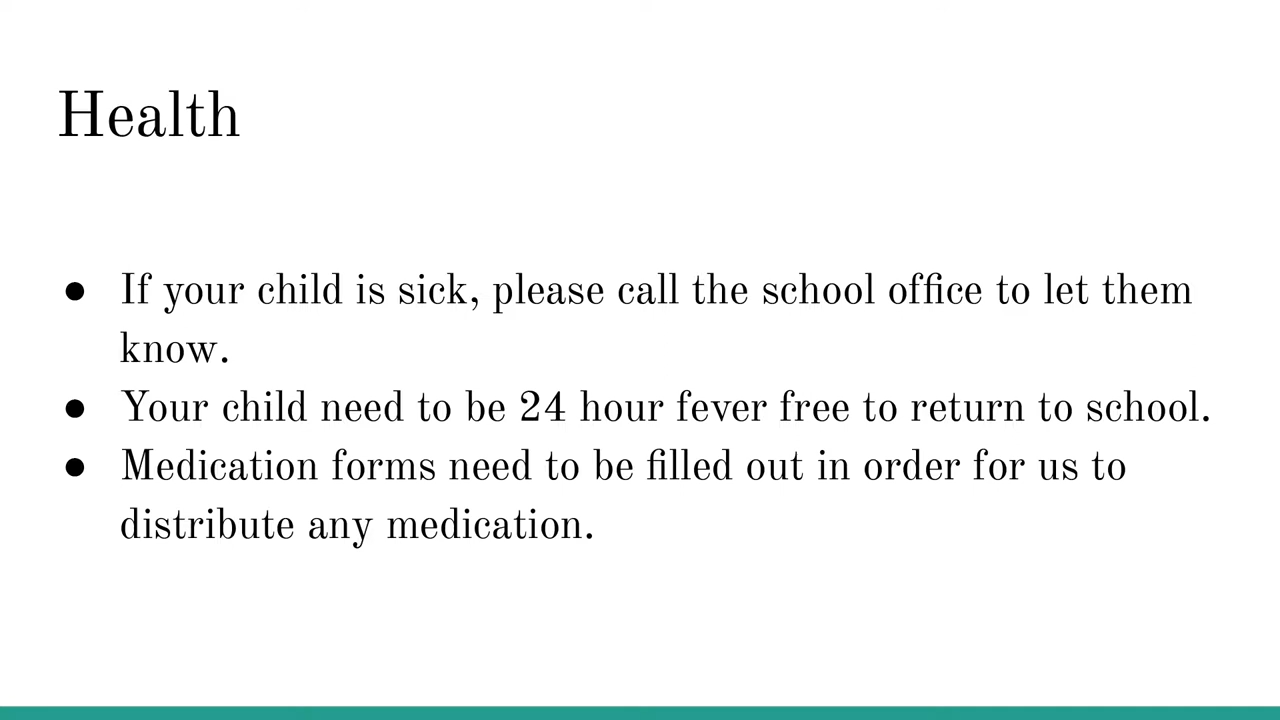 Health
● If your child is sick, please call the school office to let them
know.
● Your child need to be 24 hour fever free to return to school.
● Medication forms need to be filled out in order for us to
distribute any medication.